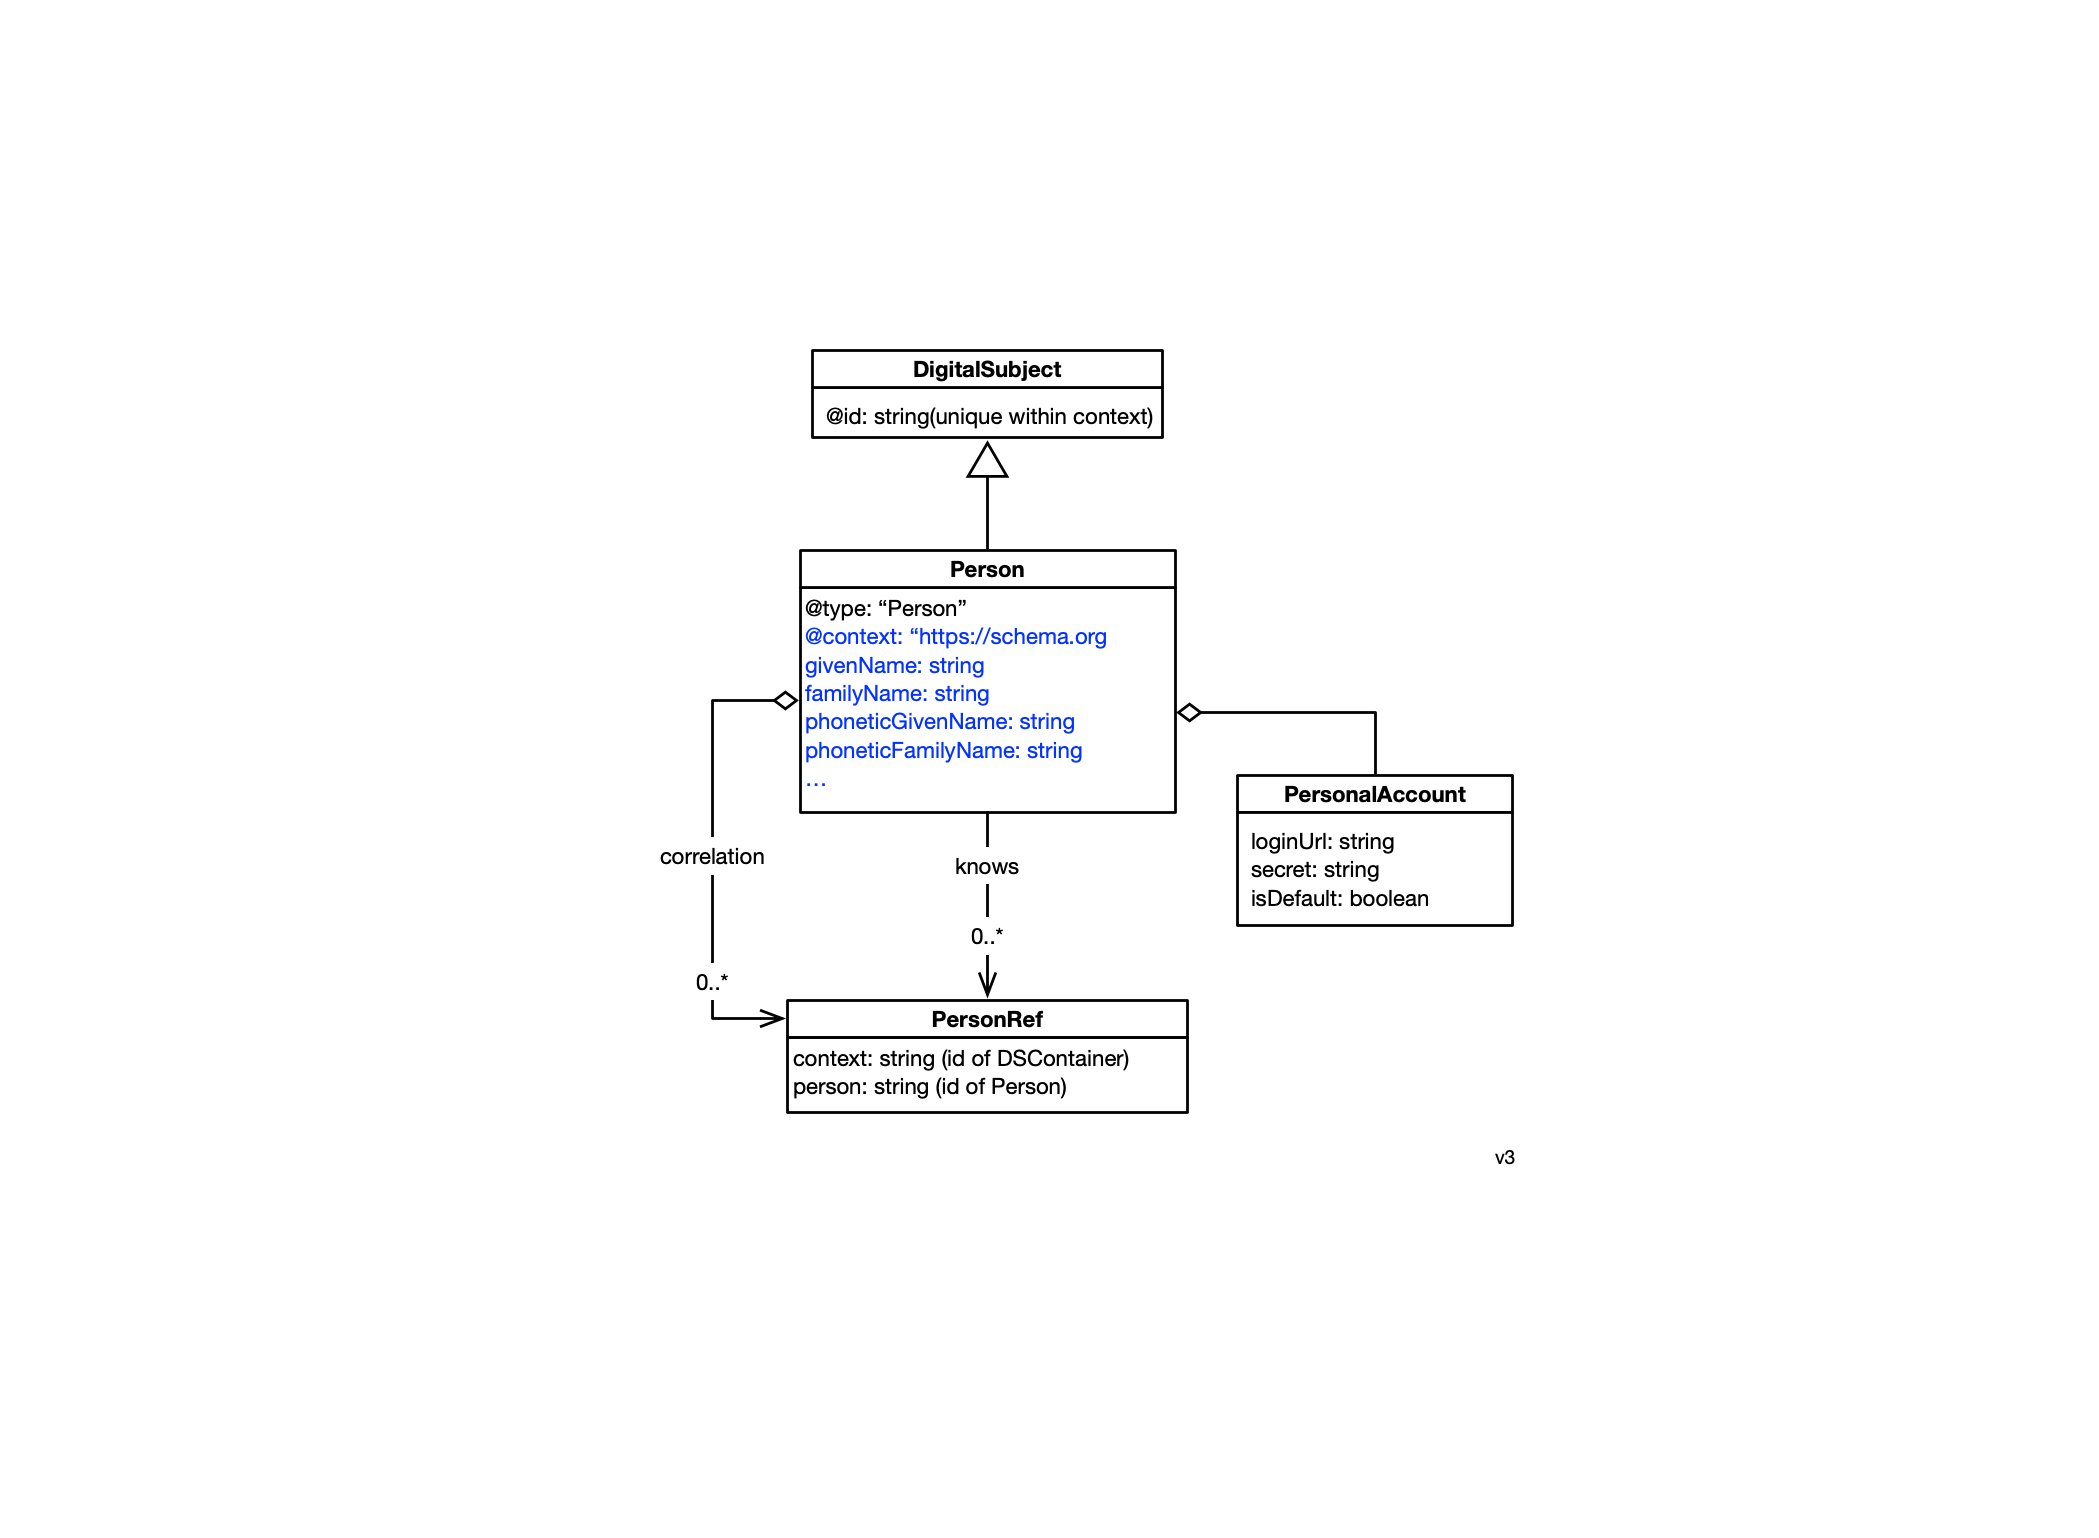 DigitalSubject
@id: string(unique within context)
Person
@type: “Person”
@context: “https://schema.org
givenName: string
familyName: string
phoneticGivenName: string
phoneticFamilyName: string
...
PersonalAccount
loginUrl: string
secret: string
isDefault: boolean
correlation
knows
0..*
0..*
PersonRef
context: string (id of DSContainer)
person: string (id of Person)
v3